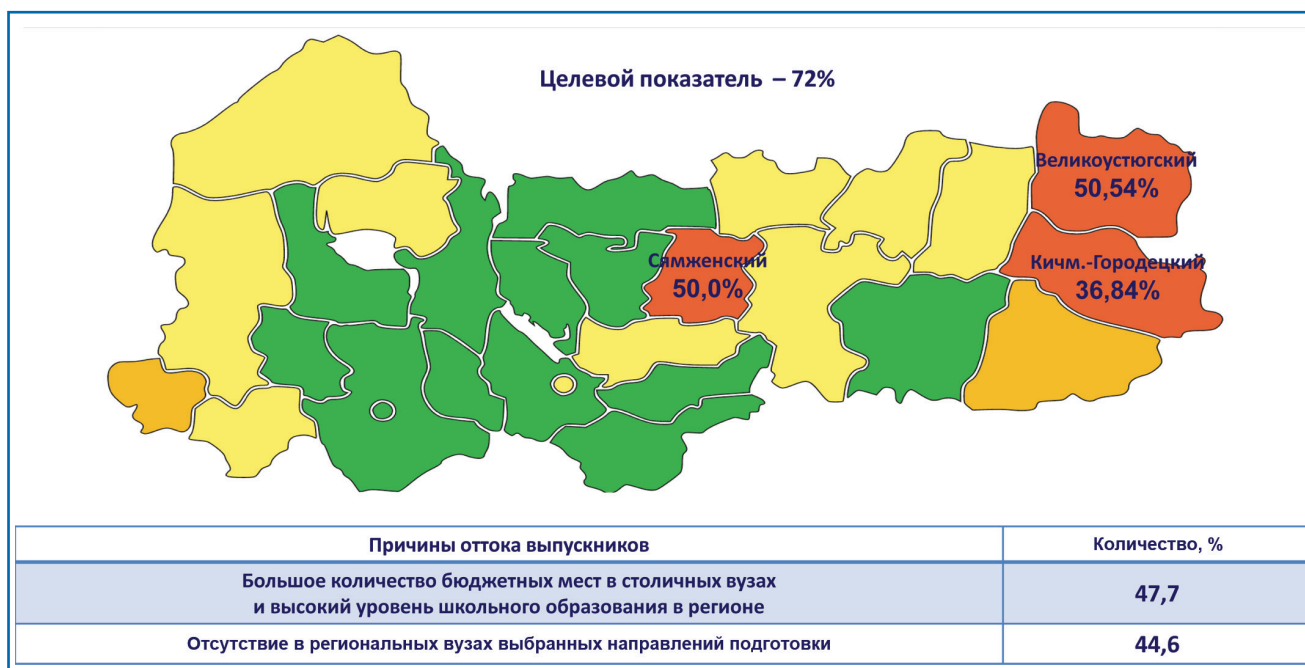 Целевой показатель – 72%
Великоустюгский
50,54%
Сямженский
50,0%
Кичм.-Городецкий
36,84%
Причины оттока выпускников
Количество, %
Большое количество бюджетных мест в столичных вузах
и высокий уровень школьного образования в регионе
47,7
Отсутствие в региональных вузах выбранных направлений подготовки
44,6